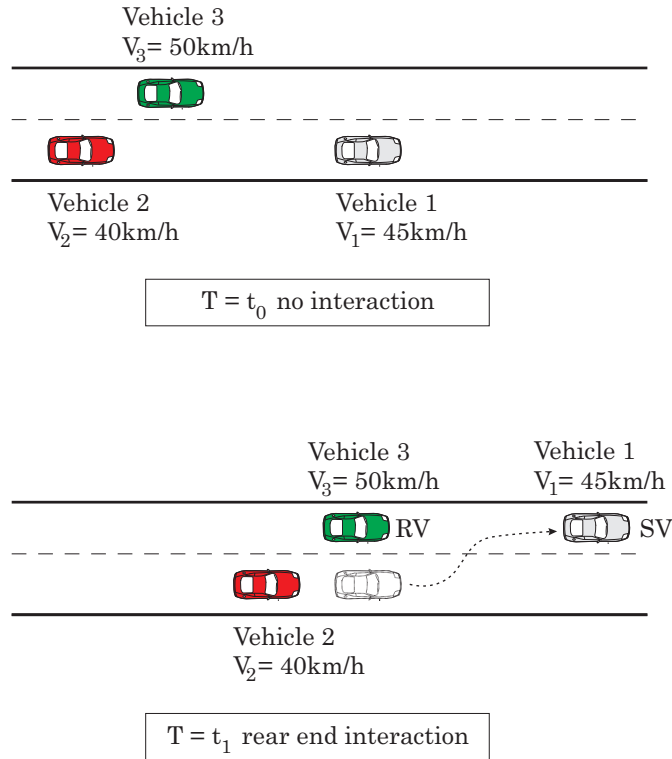 Vehicle 3
V3= 50km/h
Vehicle 2
V2= 40km/h
Vehicle 1
V1= 45km/h
T = t0 no interaction
Vehicle 3
V3= 50km/h
Vehicle 1
V1= 45km/h
RV
SV
Vehicle 2
V2= 40km/h
T = t1 rear end interaction